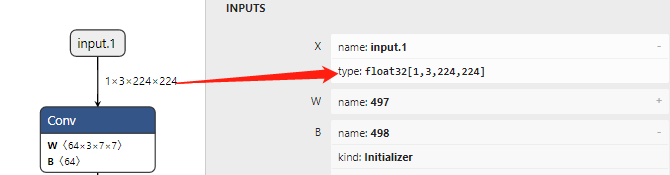 input.1
1×3×224×224
Conv
W ⟨64×3×7×7⟩
B ⟨64⟩
INPUTS
X name: input.1 -
type: float32[1,3,224,224]
W name: 497 +
B name: 498 -
kind: Initializer